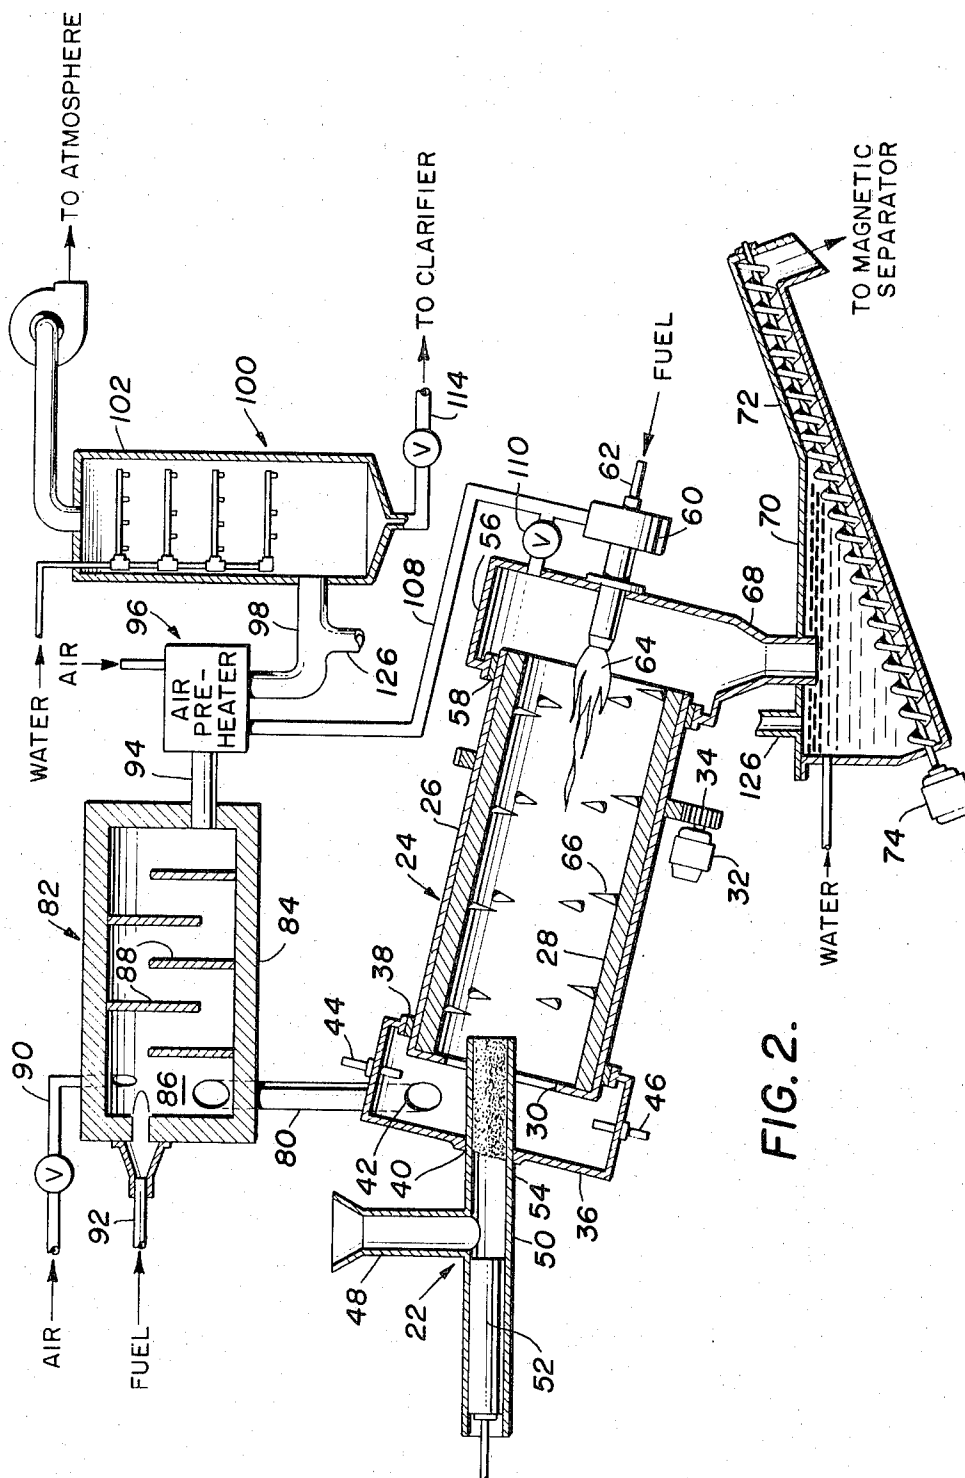 TO ATMOSPHERE
102
100
TO CLARIFIER
114
V
WATER
AIR
96
AIR
PRE-
HEATER
98
126
108
94
82
88
84
86
90
V
92
AIR
FUEL
80
56
110
V
62
FUEL
60
58
64
68
26
24
66
28
34
32
38
44
42
40
30
46
36
54
50
48
22
52
70
72
TO MAGNETIC
SEPARATOR
126
74
WATER
FIG. 2.